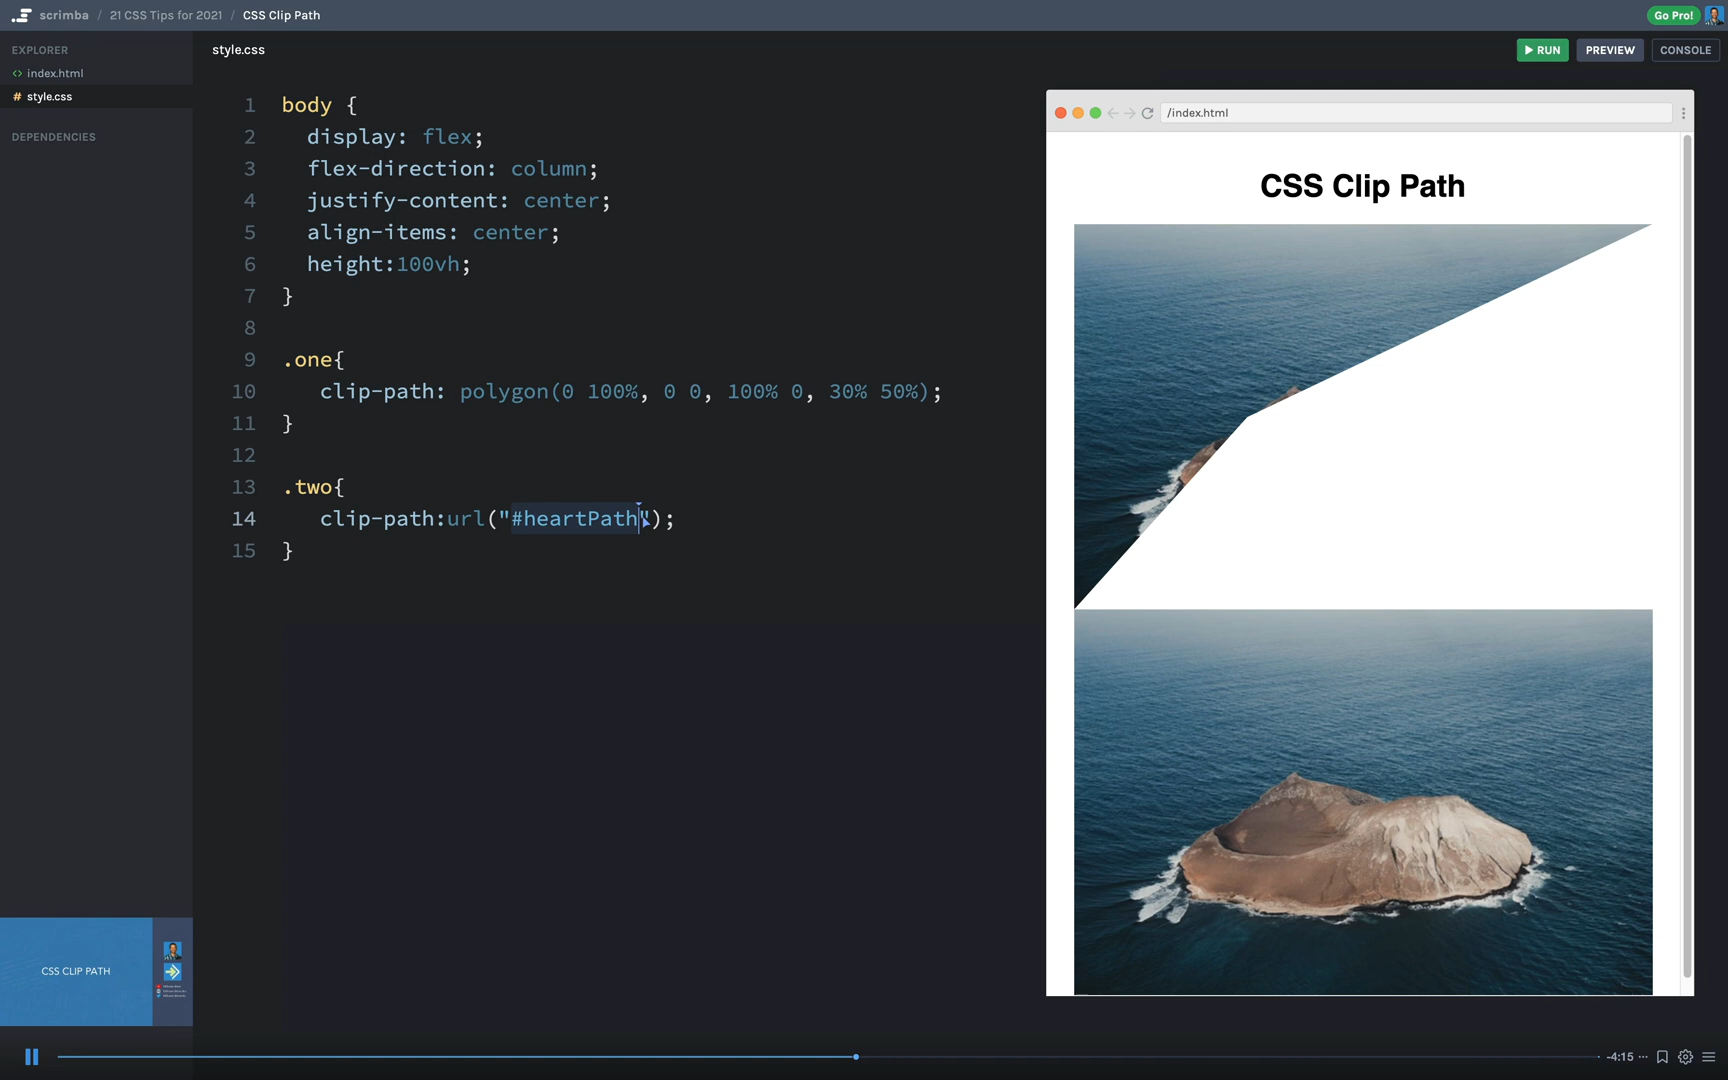 scrimba / 21 CSS Tips for 2021 / CSS Clip Path
Go Pro!
EXPLORER
<> index.html
# style.css
DEPENDENCIES
style.css
RUN
PREVIEW
CONSOLE
1 body {
2 display: flex;
3 flex-direction: column;
4 justify-content: center;
5 align-items: center;
6 height:100vh;
7 }
8
9 .one{
10 clip-path: polygon(0 100%, 0 0, 100% 0, 30% 50%);
11 }
12
13 .two{
14 clip-path:url("#heartPath");
15 }
/index.html
CSS Clip Path
CSS CLIP PATH
-4:15